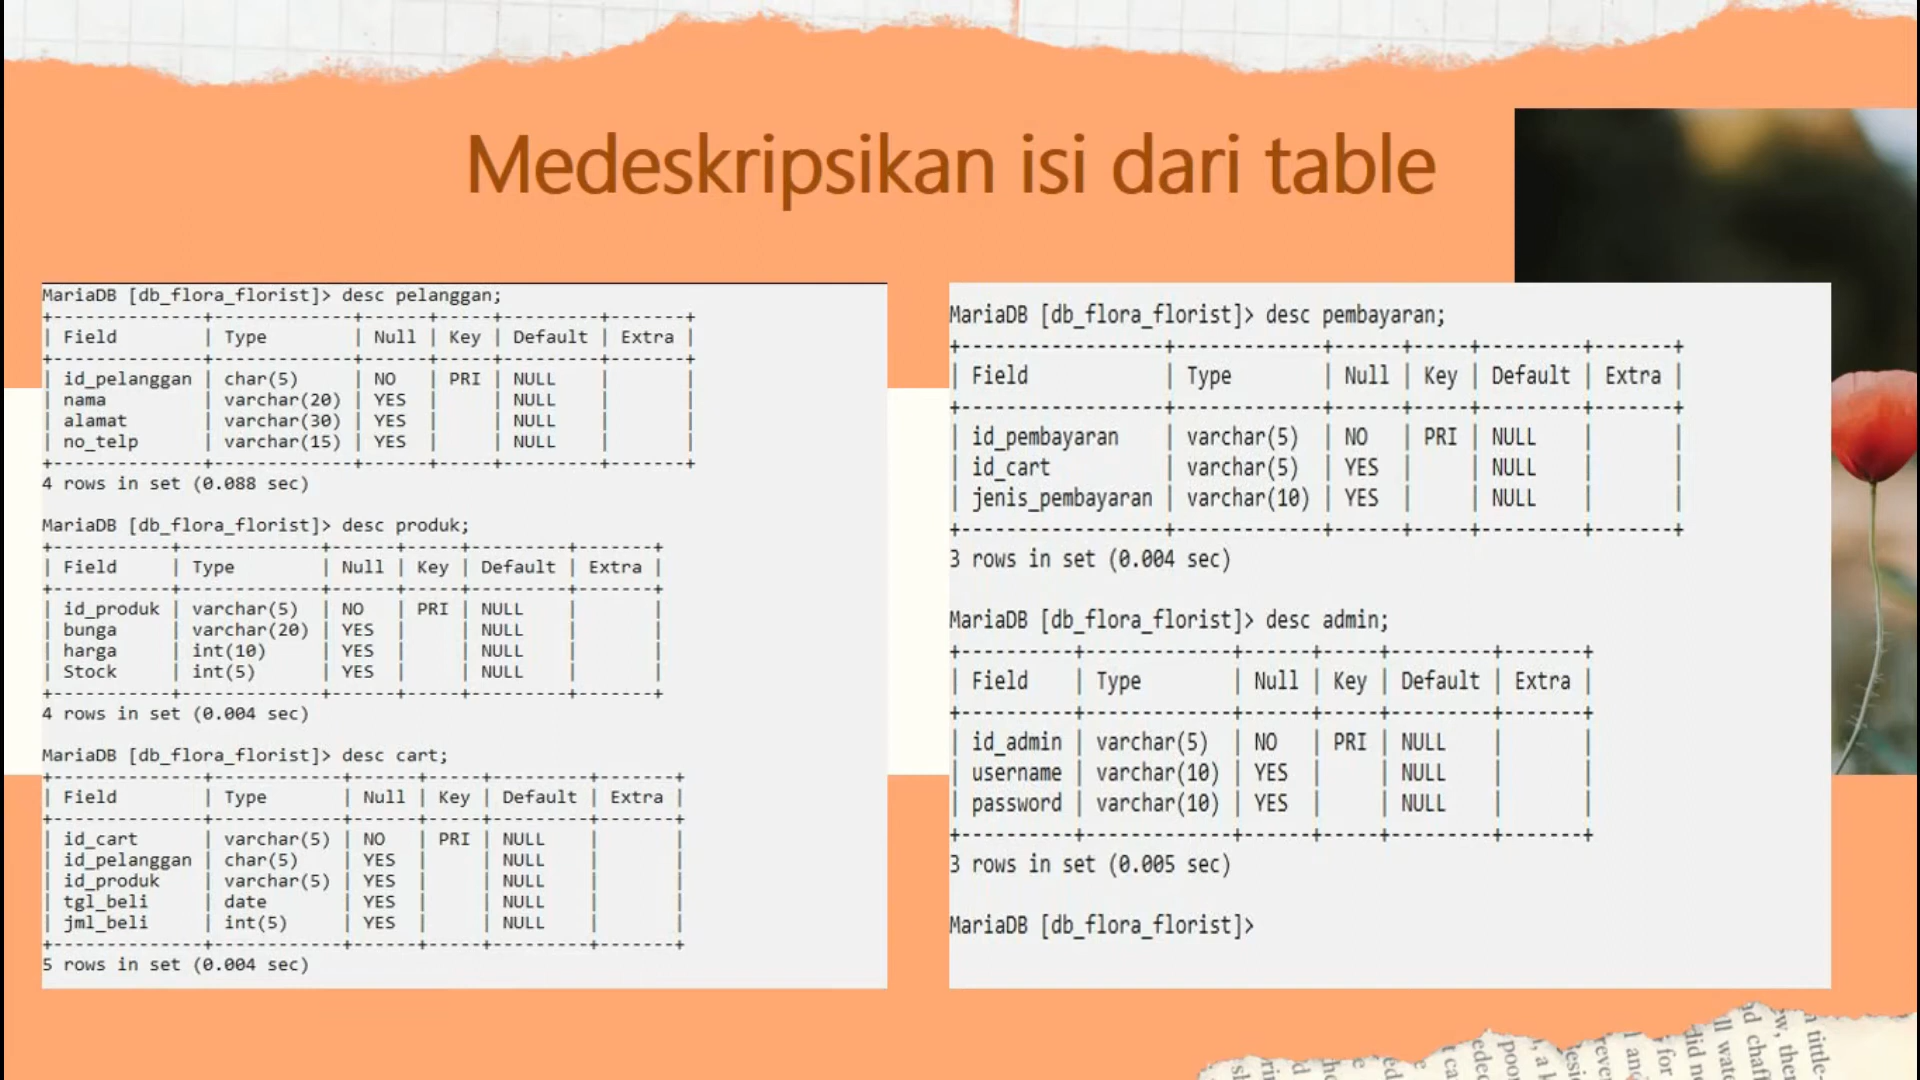 Medeskripsikan isi dari table
MariaDB [db_flora_florist]> desc pelanggan;
+---------------+-------------+------+-----+---------+-------+
| Field | Type | Null | Key | Default | Extra |
+---------------+-------------+------+-----+---------+-------+
| id_pelanggan | char(5) | NO | PRI | NULL | |
| nama | varchar(20) | YES | | NULL | |
| alamat | varchar(30) | YES | | NULL | |
| no_telp | varchar(15) | YES | | NULL | |
+---------------+-------------+------+-----+---------+-------+
4 rows in set (0.088 sec)
MariaDB [db_flora_florist]> desc produk;
+-----------+-------------+------+-----+---------+-------+
| Field | Type | Null | Key | Default | Extra |
+-----------+-------------+------+-----+---------+-------+
| id_produk | varchar(5) | NO | PRI | NULL | |
| bunga | varchar(20) | YES | | NULL | |
| harga | int(10) | YES | | NULL | |
| Stock | int(5) | YES | | NULL | |
+-----------+-------------+------+-----+---------+-------+
4 rows in set (0.004 sec)
MariaDB [db_flora_florist]> desc cart;
+--------------+------------+------+-----+---------+-------+
| Field | Type | Null | Key | Default | Extra |
+--------------+------------+------+-----+---------+-------+
| id_cart | varchar(5) | NO | PRI | NULL | |
| id_pelanggan | char(5) | YES | | NULL | |
| id_produk | varchar(5) | YES | | NULL | |
| tgl_beli | date | YES | | NULL | |
| jml_beli | int(5) | YES | | NULL | |
+--------------+------------+------+-----+---------+-------+
5 rows in set (0.004 sec)
MariaDB [db_flora_florist]> desc pembayaran;
+------------------+-------------+------+-----+---------+-------+
| Field | Type | Null | Key | Default | Extra |
+------------------+-------------+------+-----+---------+-------+
| id_pembayaran | varchar(5) | NO | PRI | NULL | |
| id_cart | varchar(5) | YES | | NULL | |
| jenis_pembayaran | varchar(10) | YES | | NULL | |
+------------------+-------------+------+-----+---------+-------+
3 rows in set (0.004 sec)
MariaDB [db_flora_florist]> desc admin;
+----------+-------------+------+-----+---------+-------+
| Field | Type | Null | Key | Default | Extra |
+----------+-------------+------+-----+---------+-------+
| id_admin | varchar(5) | NO | PRI | NULL | |
| username | varchar(10) | YES | | NULL | |
| password | varchar(10) | YES | | NULL | |
+----------+-------------+------+-----+---------+-------+
3 rows in set (0.005 sec)
MariaDB [db_flora_florist]>